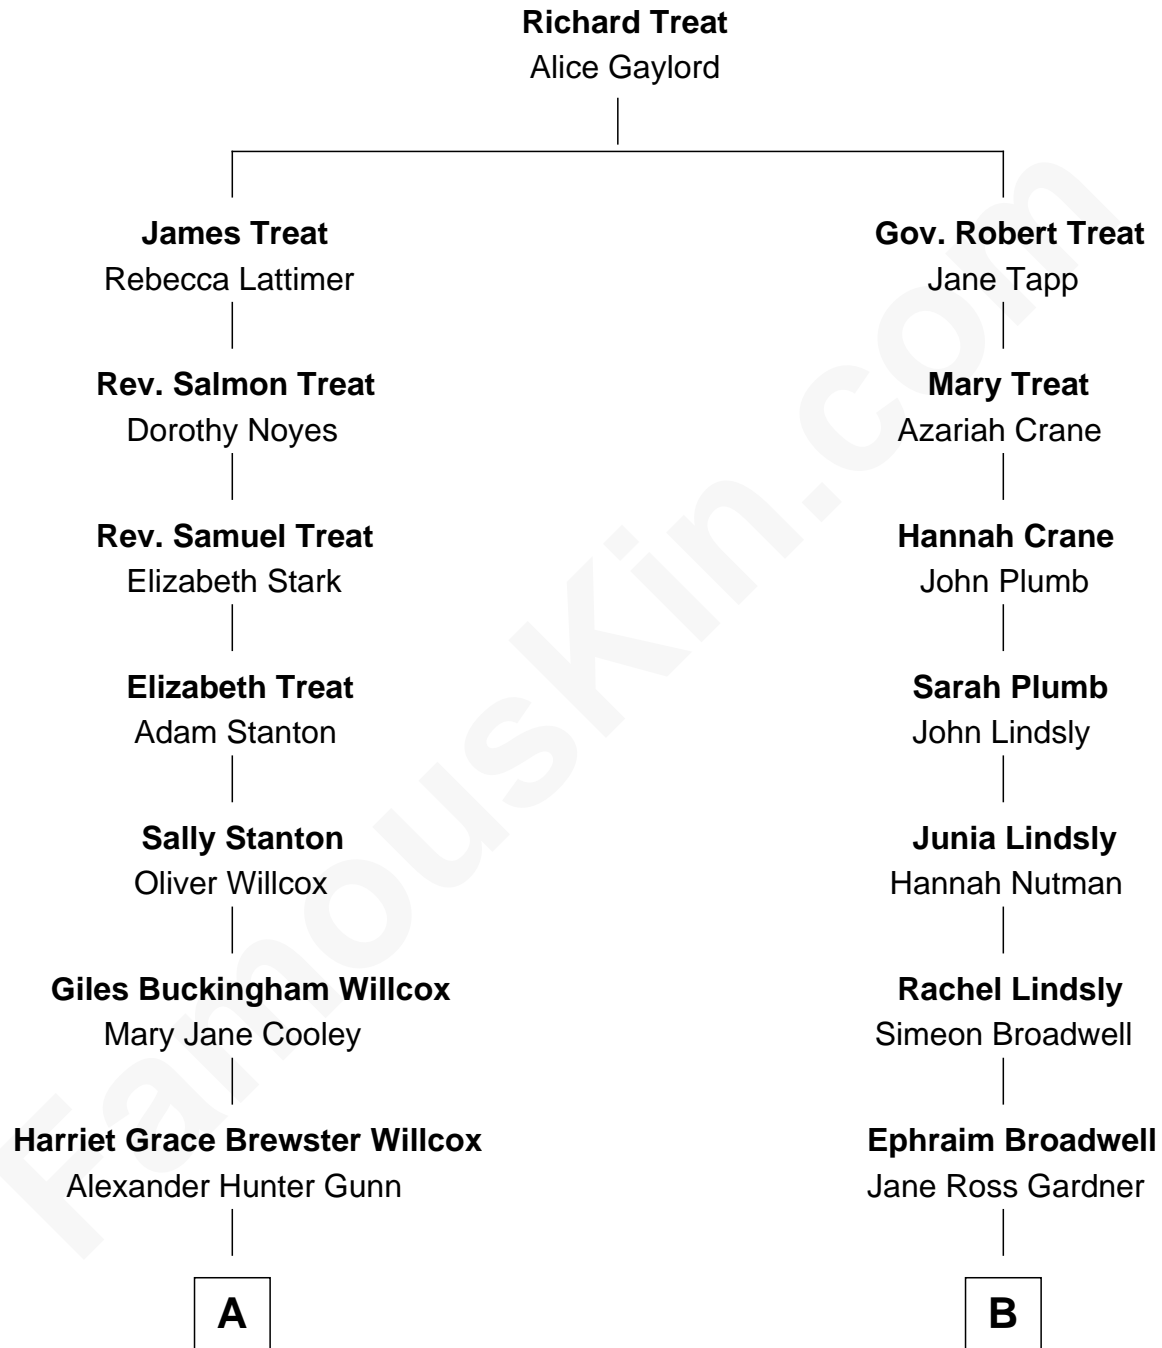 Richard Treat
Alice Gaylord
James Treat
Rebecca Lattimer
Gov. Robert Treat
Jane Tapp
Rev. Salmon Treat
Dorothy Noyes
Mary Treat
Azariah Crane
Rev. Samuel Treat
Elizabeth Stark
Hannah Crane
John Plumb
Elizabeth Treat
Adam Stanton
Sarah Plumb
John Lindsly
Sally Stanton
Oliver Willcox
Junia Lindsly
Hannah Nutman
Giles Buckingham Willcox
Mary Jane Cooley
Rachel Lindsly
Simeon Broadwell
Harriet Grace Brewster Willcox
Alexander Hunter Gunn
Ephraim Broadwell
Jane Ross Gardner
A
B
FamousKin.com